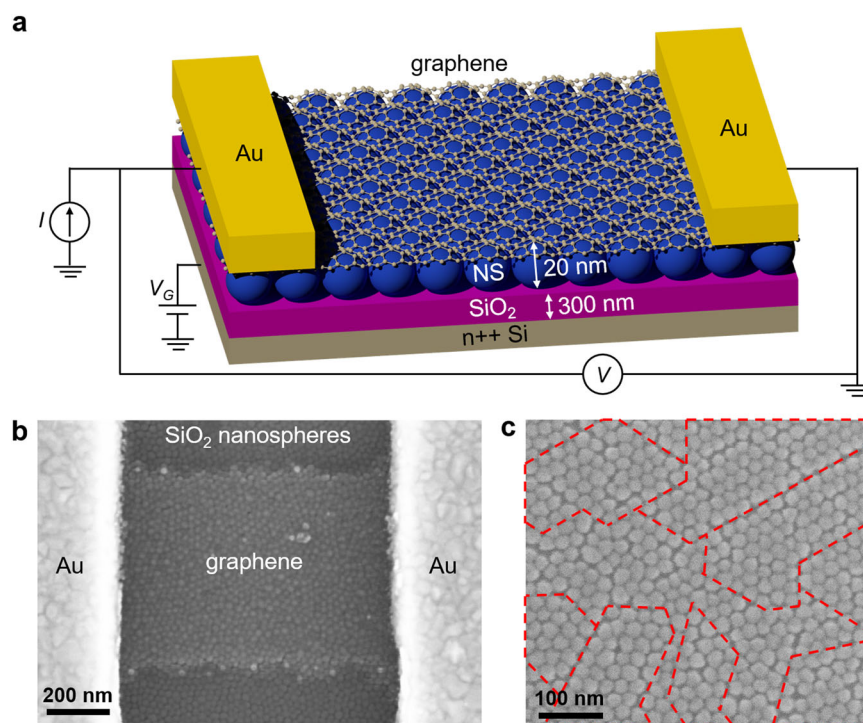 a
graphene
Au
Au
I
V_G
NS
20 nm
SiO₂
300 nm
n++ Si
V
b
SiO₂ nanospheres
Au
graphene
Au
200 nm
c
100 nm